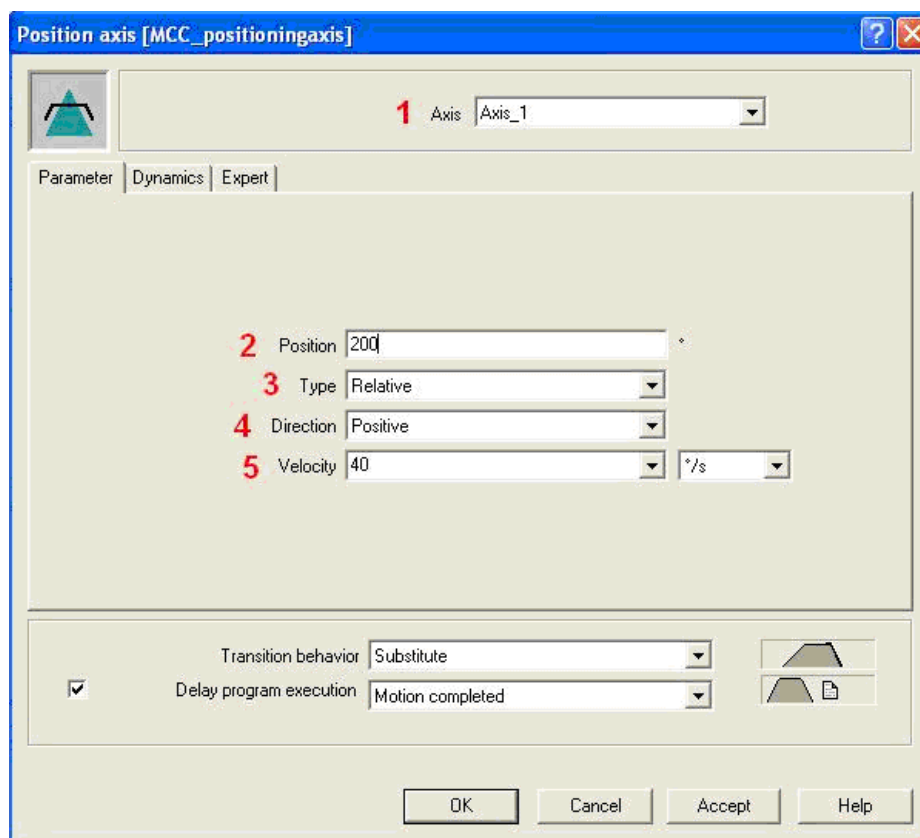 Position axis [MCC_positioningaxis]
?
1 Axis Axis_1
Parameter Dynamics Expert
2 Position 200 °
3 Type Relative
4 Direction Positive
5 Velocity 40 °/s
Transition behavior Substitute
Delay program execution Motion completed
OK Cancel Accept Help